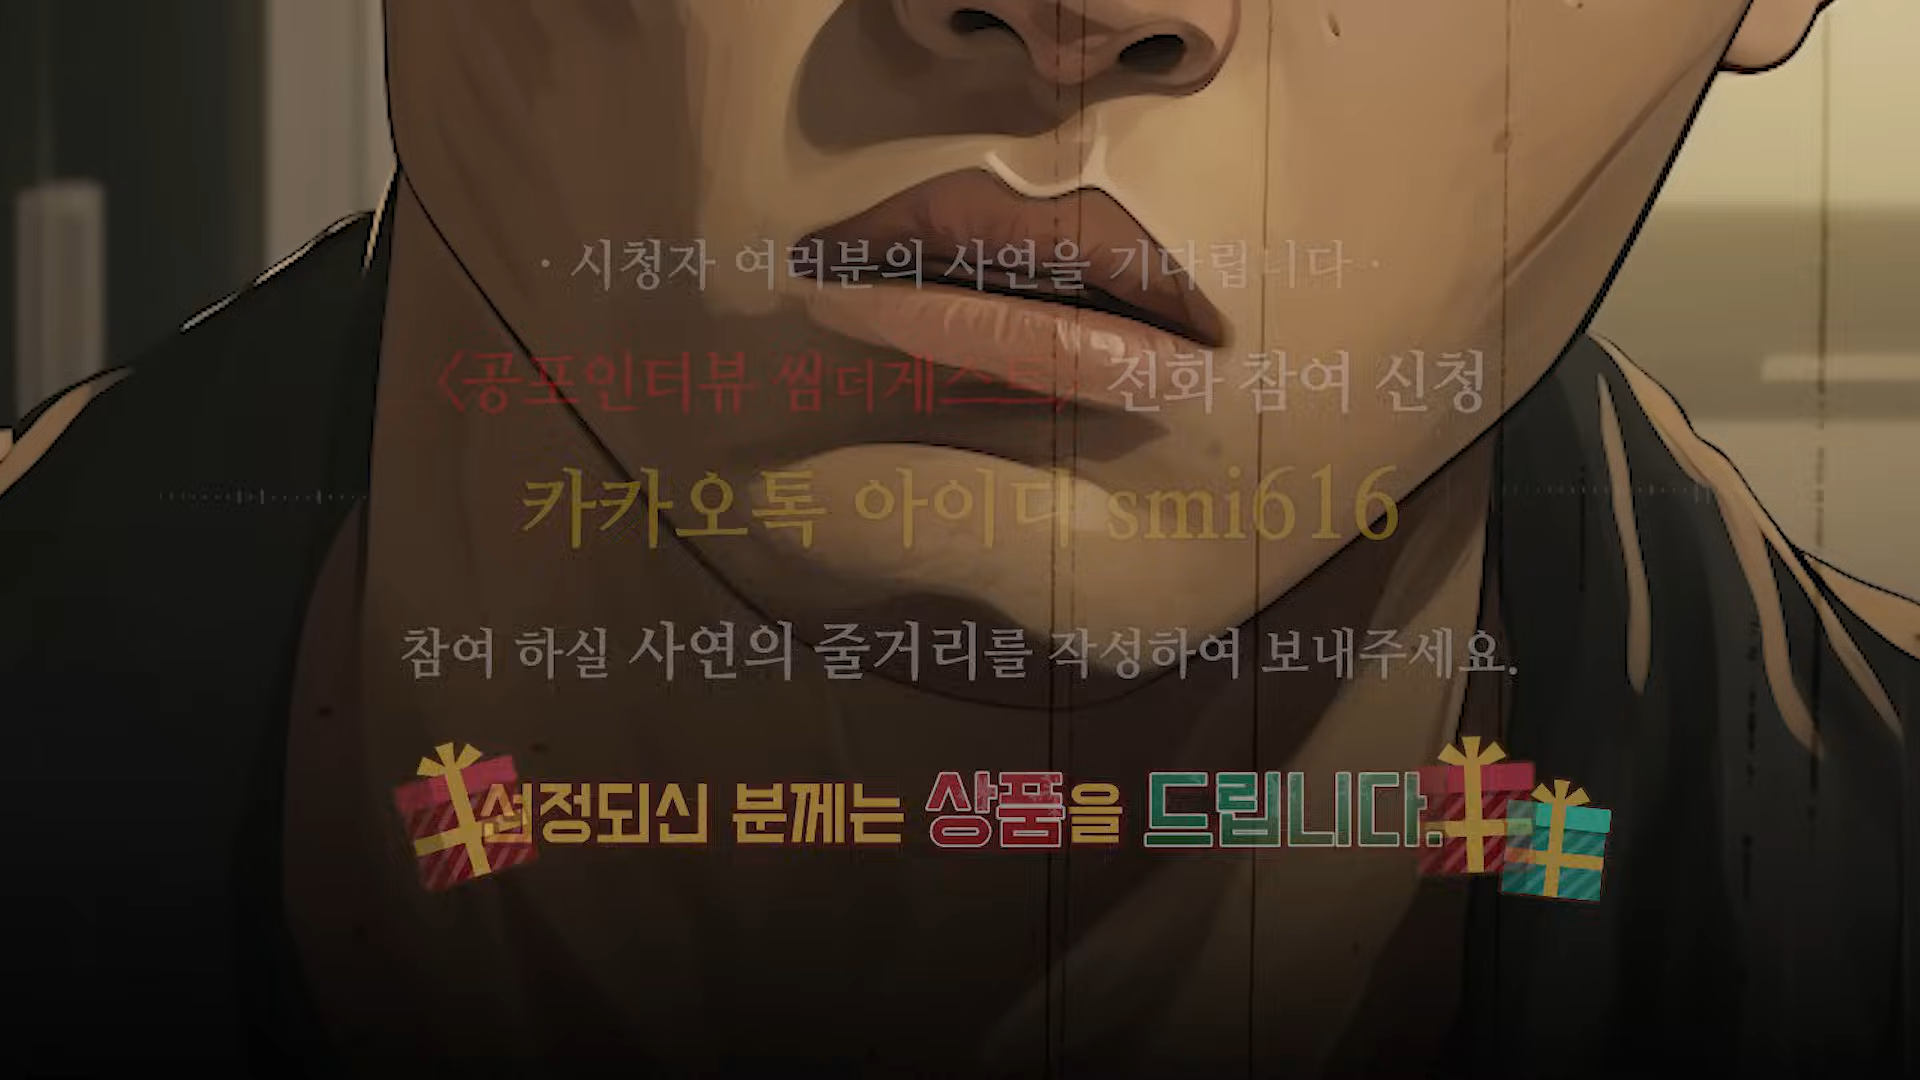 · 시청자 여러분의 사연을 기다립니다 ·
<공포인터뷰 썸더게스트> 전화 참여 신청
카카오톡 아이디 smi616
참여 하실 사연의 줄거리를 작성하여 보내주세요.
선정되신 분께는 상품을 드립니다.